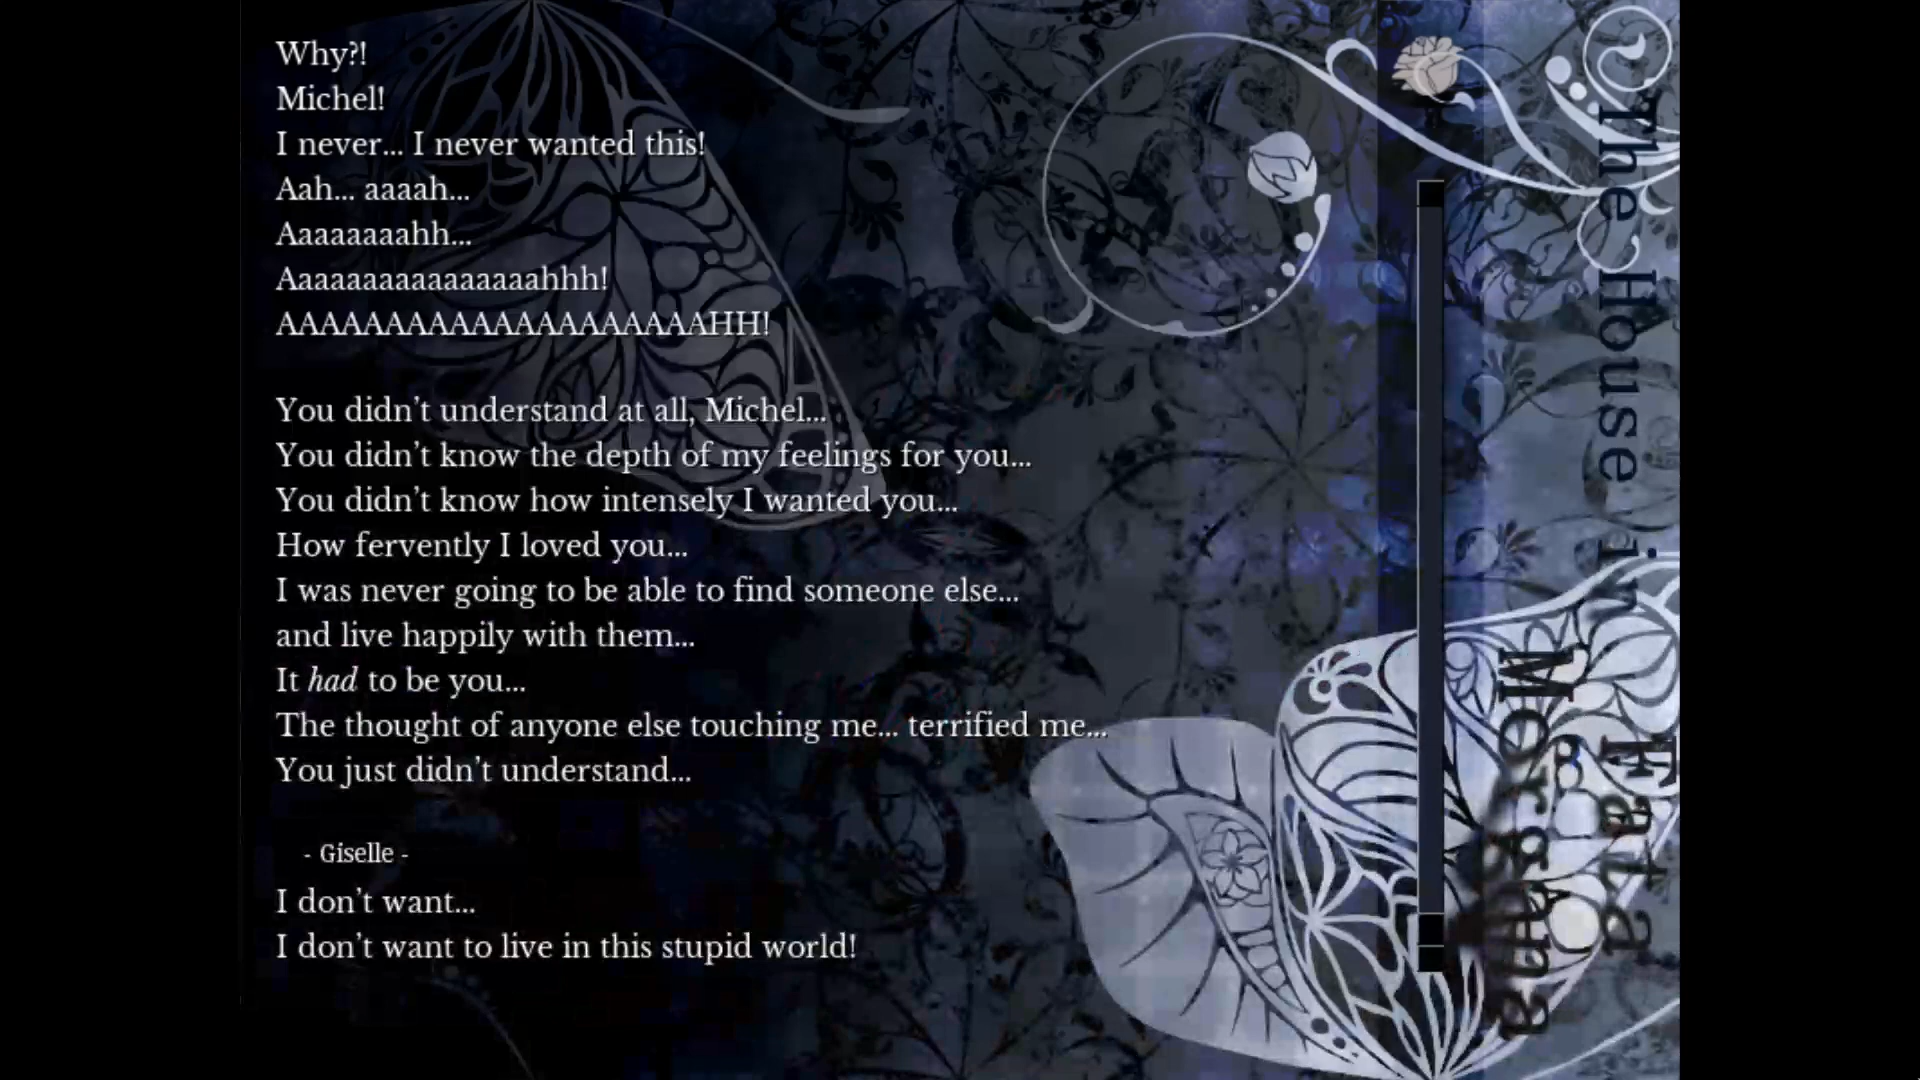 Why?!
Michel!
I never... I never wanted this!
Aah... aaaah...
Aaaaaaaahh...
Aaaaaaaaaaaaaaaahhh!
AAAAAAAAAAAAAAAAAAAAHH!
You didn't understand at all, Michel...
You didn't know the depth of my feelings for you...
You didn't know how intensely I wanted you...
How fervently I loved you...
I was never going to be able to find someone else...
and live happily with them...
It had to be you...
The thought of anyone else touching me... terrified me...
You just didn't understand...
- Giselle -
I don't want...
I don't want to live in this stupid world!
The House in
Fata
Morgana